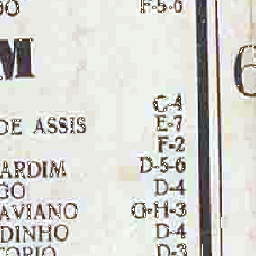 DO F-5-6
M
6
C-4
DE ASSIS E-7
F-2
ARDIM D-5-6
GO D-4
AVIANO G-H-3
DINHO D-4
TORIO D-3